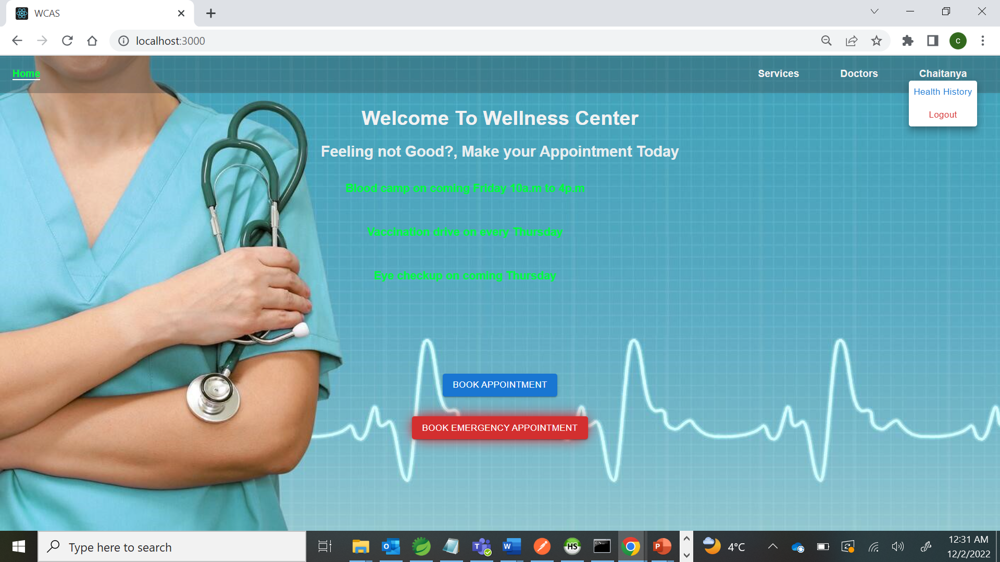 WCAS
localhost:3000
c
Home
Services
Doctors
Chaitanya
Health History
Logout
Welcome To Wellness Center
Feeling not Good?, Make your Appointment Today
Blood camp on coming Friday 10a.m to 4p.m
Vaccination drive on every Thursday
Eye checkup on coming Thursday
BOOK APPOINTMENT
BOOK EMERGENCY APPOINTMENT
Type here to search
HS
4°C
12:31 AM
12/2/2022